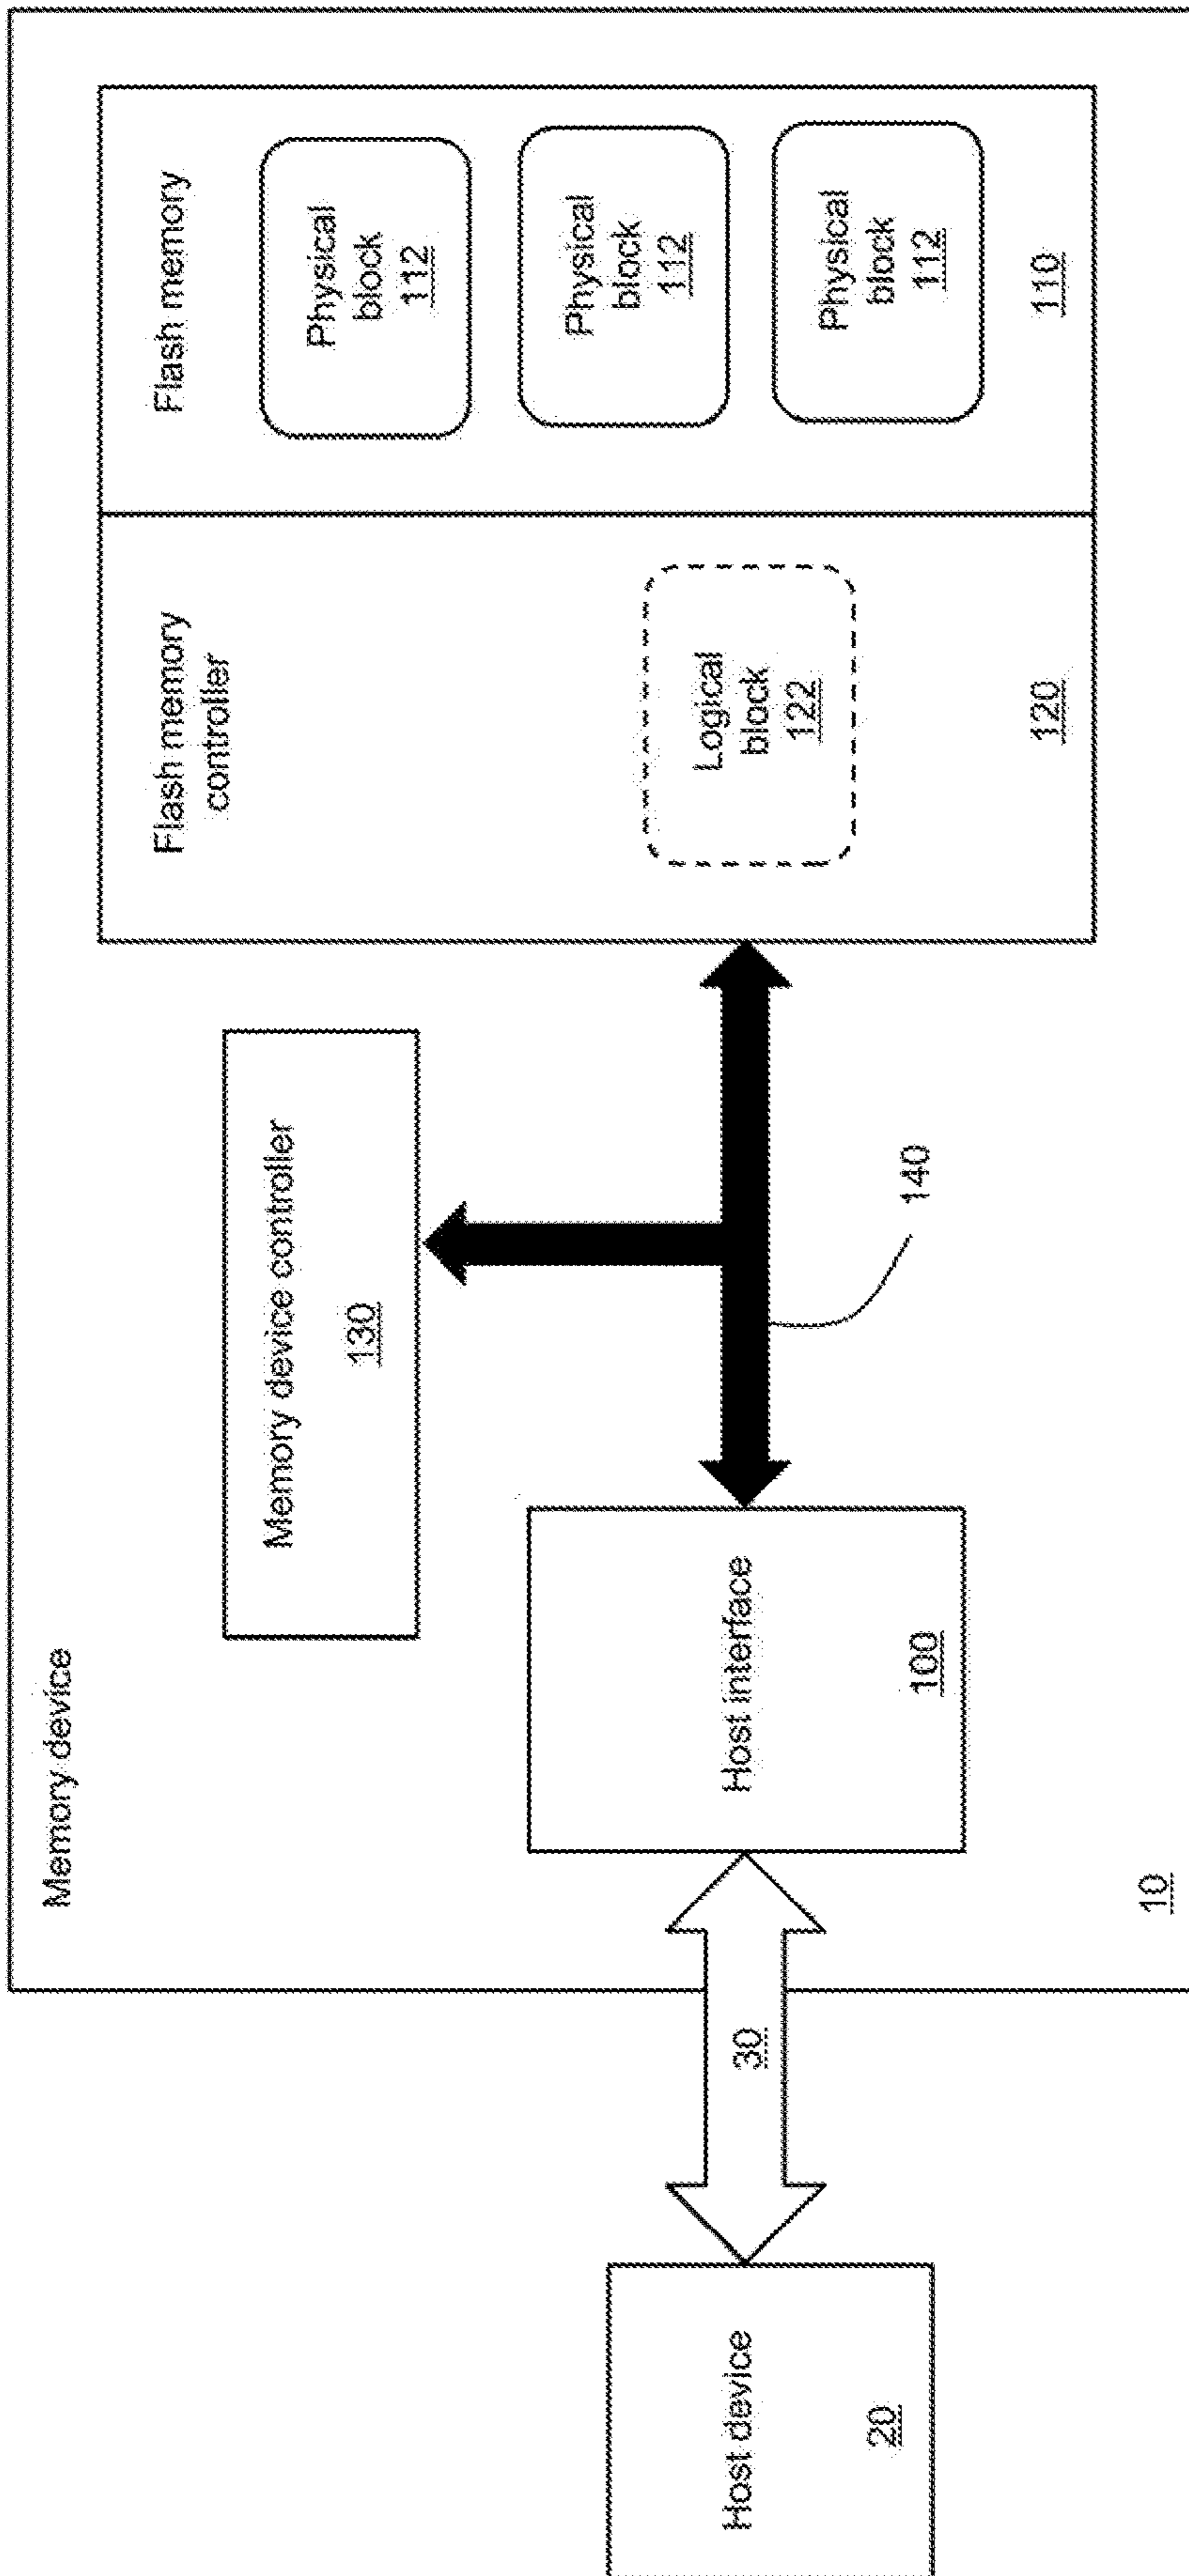 Memory device
Flash memory
controller
Flash memory
Memory device controller
130
Physical
block
112
Physical
block
112
Physical
block
112
Logical
block
122
Host device
20
30
Host interface
100
140
120
110
10